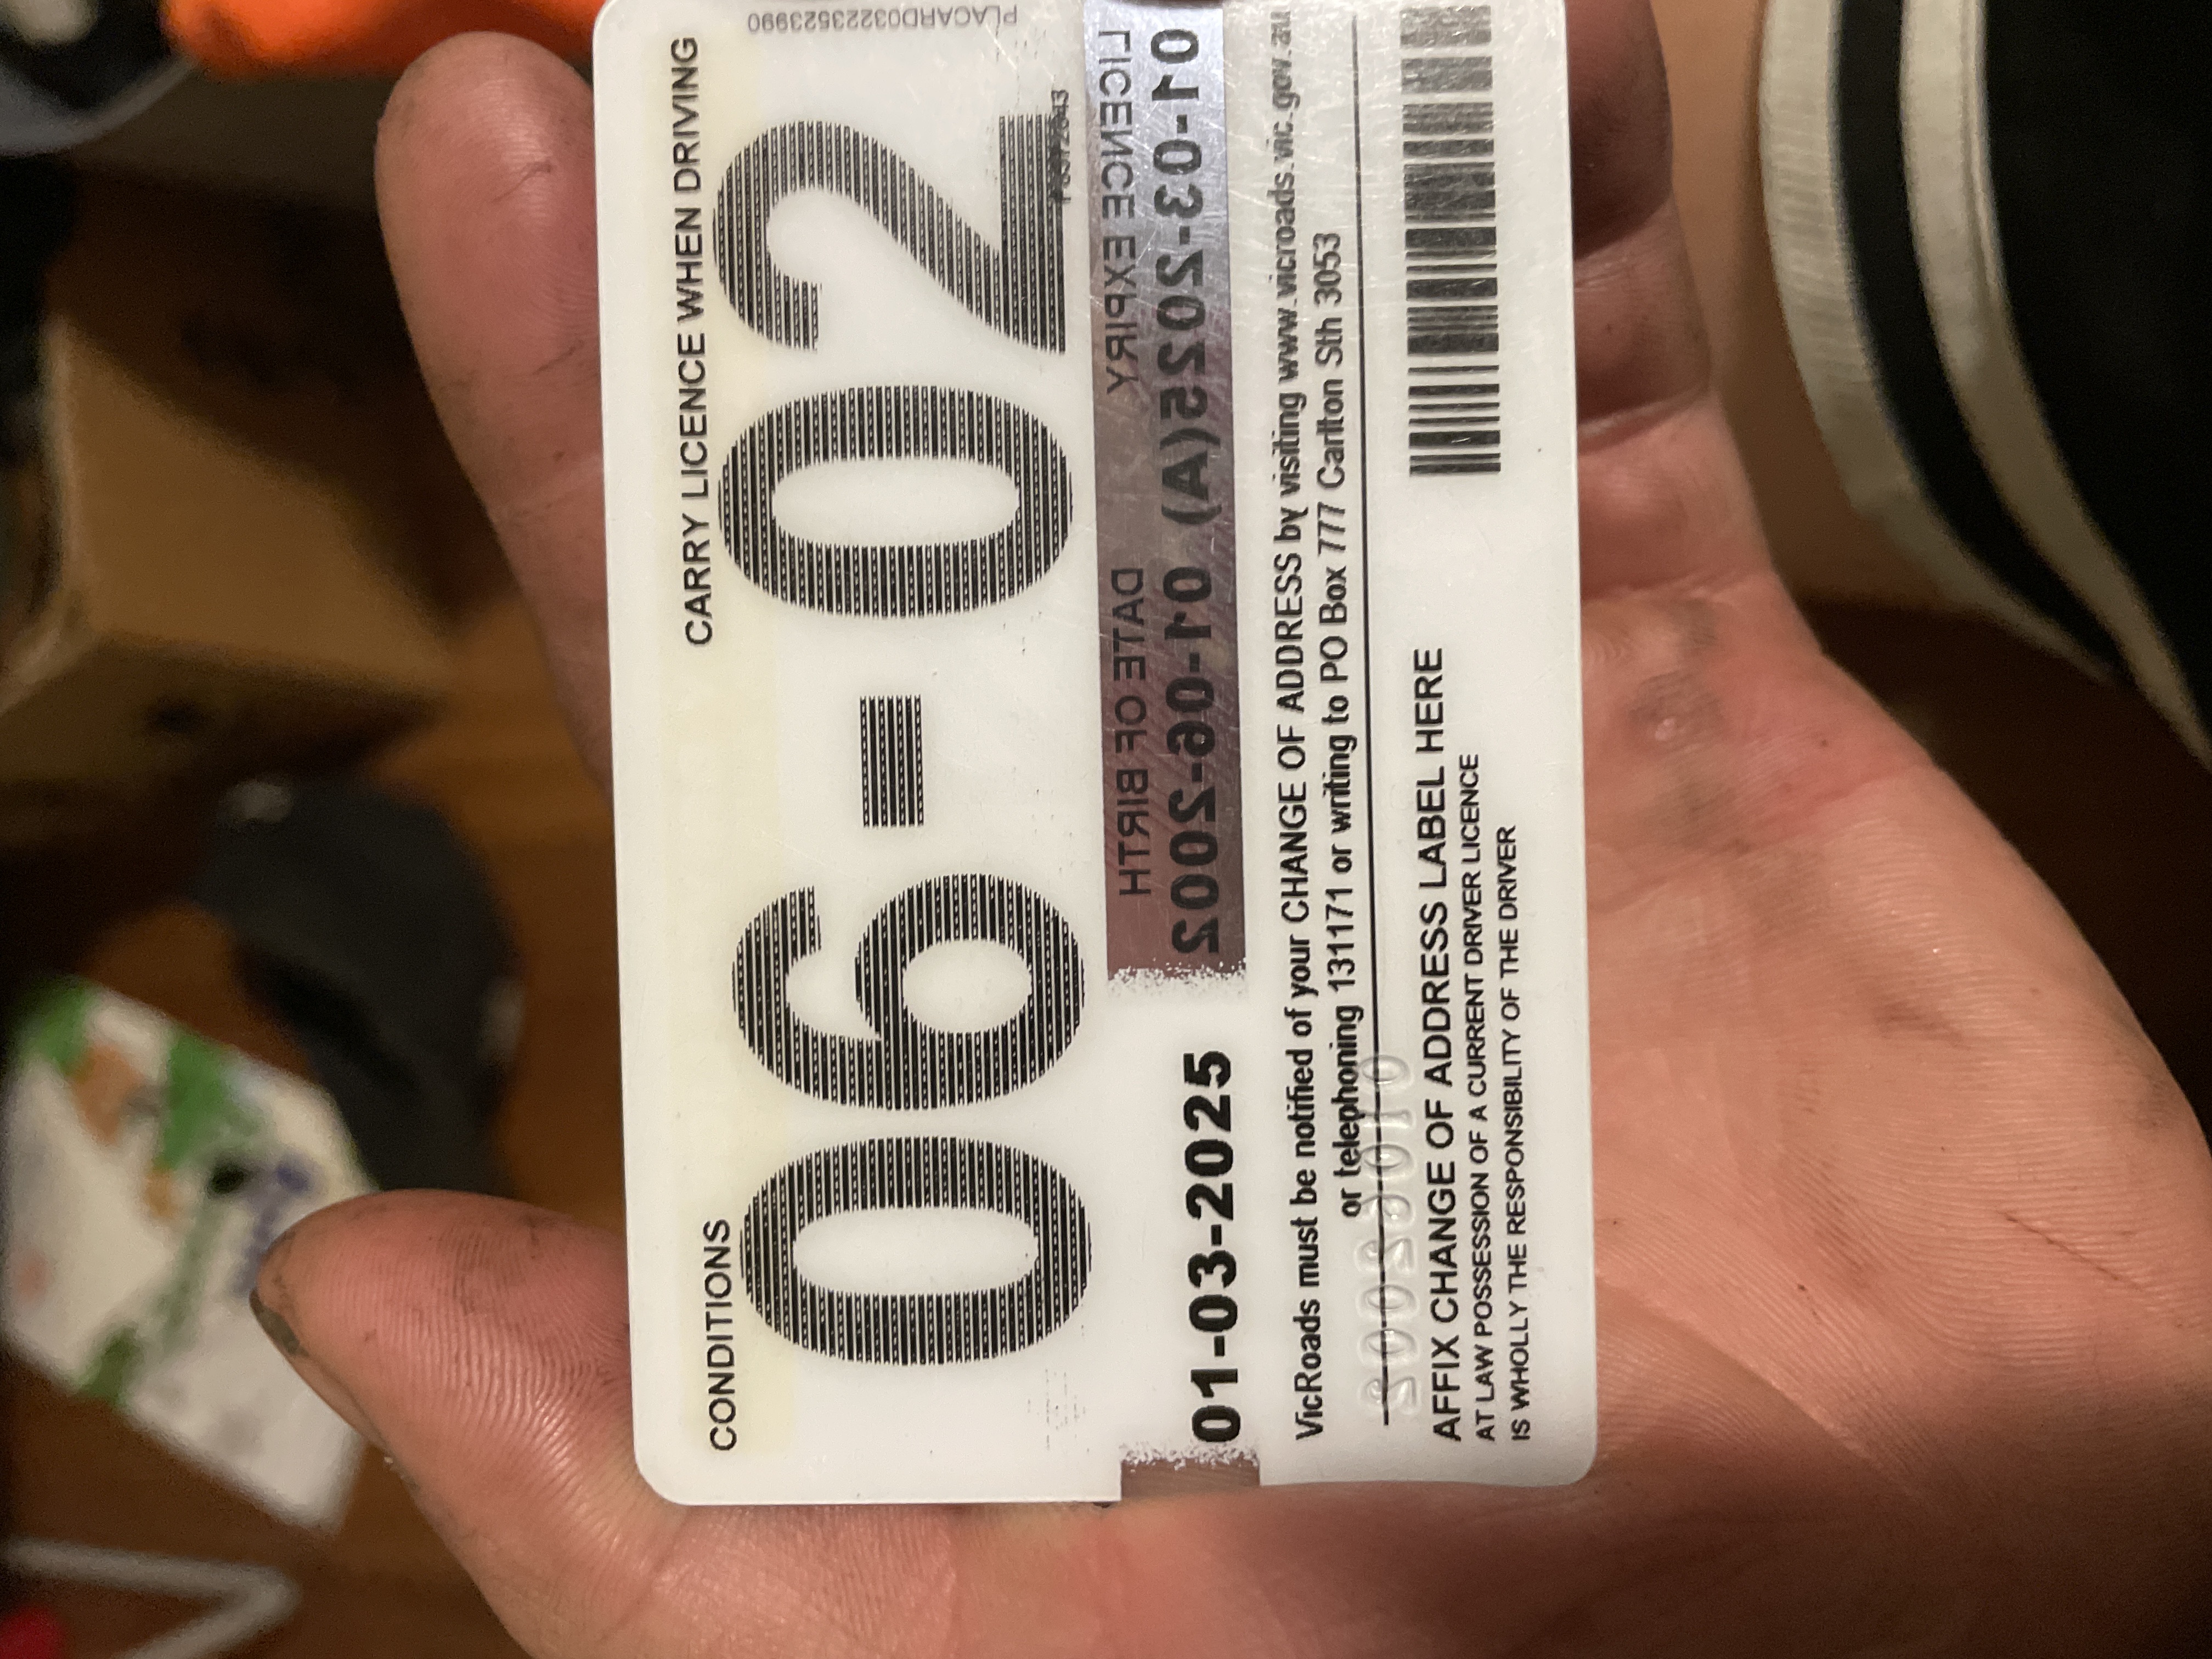 CONDITIONS
CARRY LICENCE WHEN DRIVING
06-02
PLACARD03223523990
LICENCE EXPIRY
DATE OF BIRTH
01-03-2025(A) 01-06-2002
01-03-2025
VicRoads must be notified of your CHANGE OF ADDRESS by visiting www.vicroads.vic.gov.au
or telephoning 131171 or writing to PO Box 777 Carlton Sth 3053
01062002
AFFIX CHANGE OF ADDRESS LABEL HERE
AT LAW POSSESSION OF A CURRENT DRIVER LICENCE
IS WHOLLY THE RESPONSIBILITY OF THE DRIVER